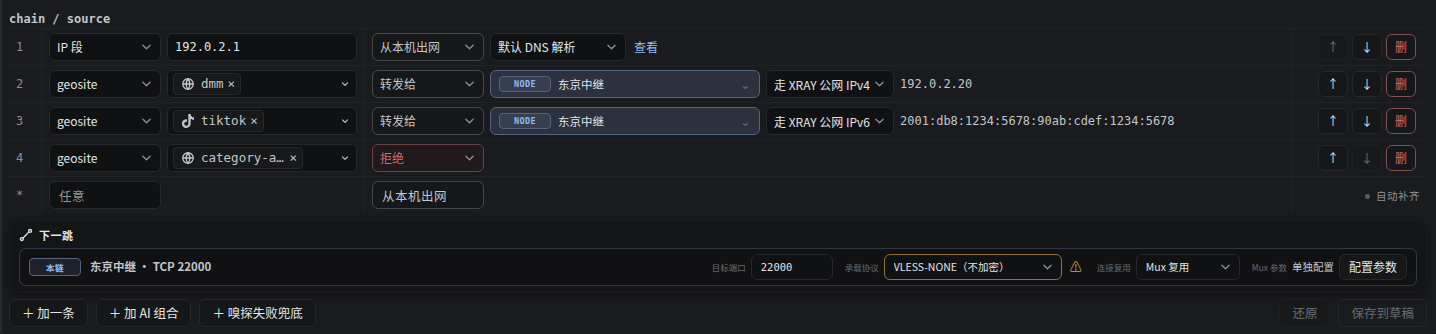 chain / source
1 IP 段 192.0.2.1 从本机出网 默认 DNS 解析 查看 ↑ ↓ 删
2 geosite dmm × 转发给 NODE 东京中继 走 XRAY 公网 IPv4 192.0.2.20 ↑ ↓ 删
3 geosite tiktok × 转发给 NODE 东京中继 走 XRAY 公网 IPv6 2001:db8:1234:5678:90ab:cdef:1234:5678 ↑ ↓ 删
4 geosite category-a… × 拒绝 ↑ ↓ 删
* 任意 从本机出网 自动补齐
下一跳
本链 东京中继 · TCP 22000 目标端口 22000 承载协议 VLESS-NONE（不加密） 连接复用 Mux 复用 Mux 参数 单独配置 配置参数
+ 加一条 + 加 AI 组合 + 嗅探失败兜底 还原 保存到草稿